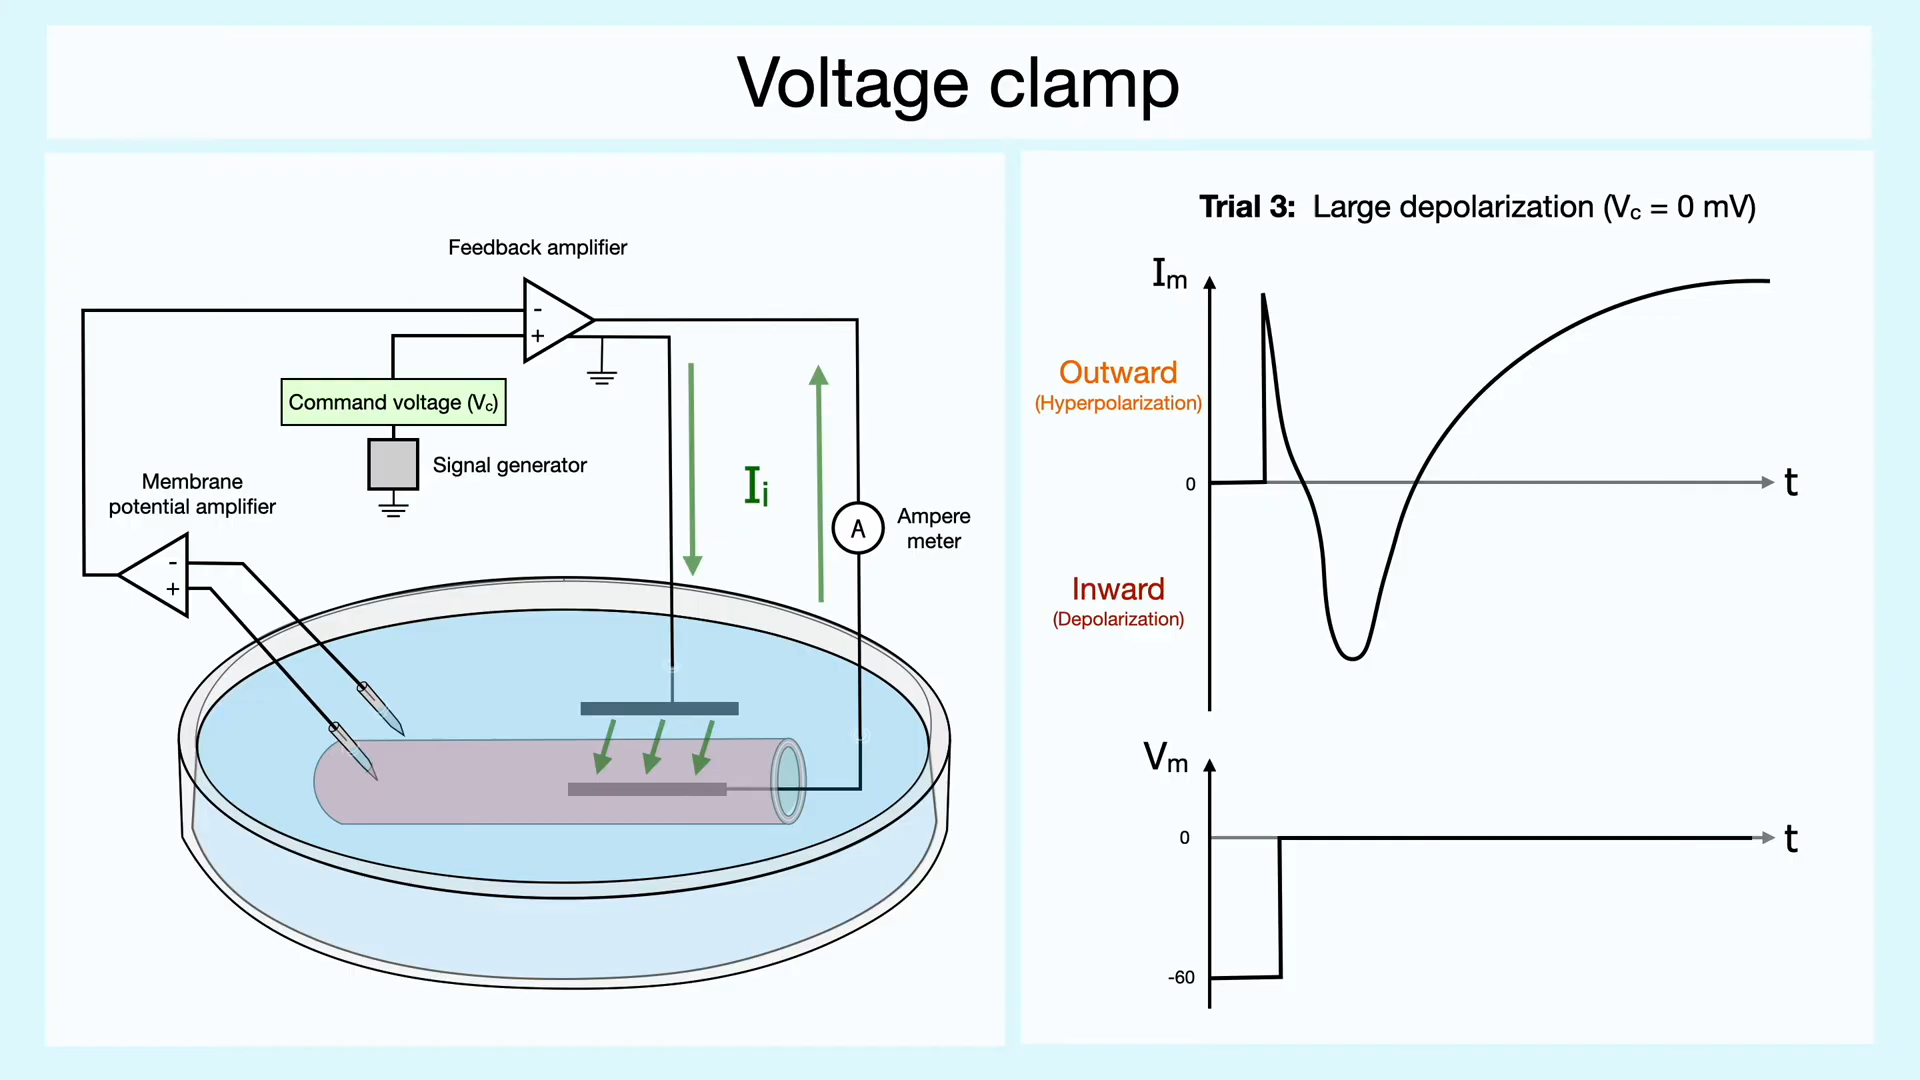 Voltage clamp
Feedback amplifier
-
+
Command voltage (Vc)
Signal generator
Membrane
potential amplifier
-
+
Ii
A
Ampere
meter
Trial 3: Large depolarization (Vc = 0 mV)
Im
Outward
(Hyperpolarization)
0
t
Inward
(Depolarization)
Vm
0
t
-60